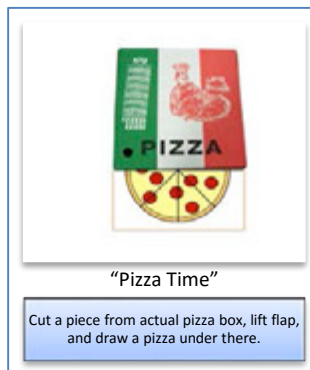 PIZZA
“Pizza Time”
Cut a piece from actual pizza box, lift flap,
and draw a pizza under there.